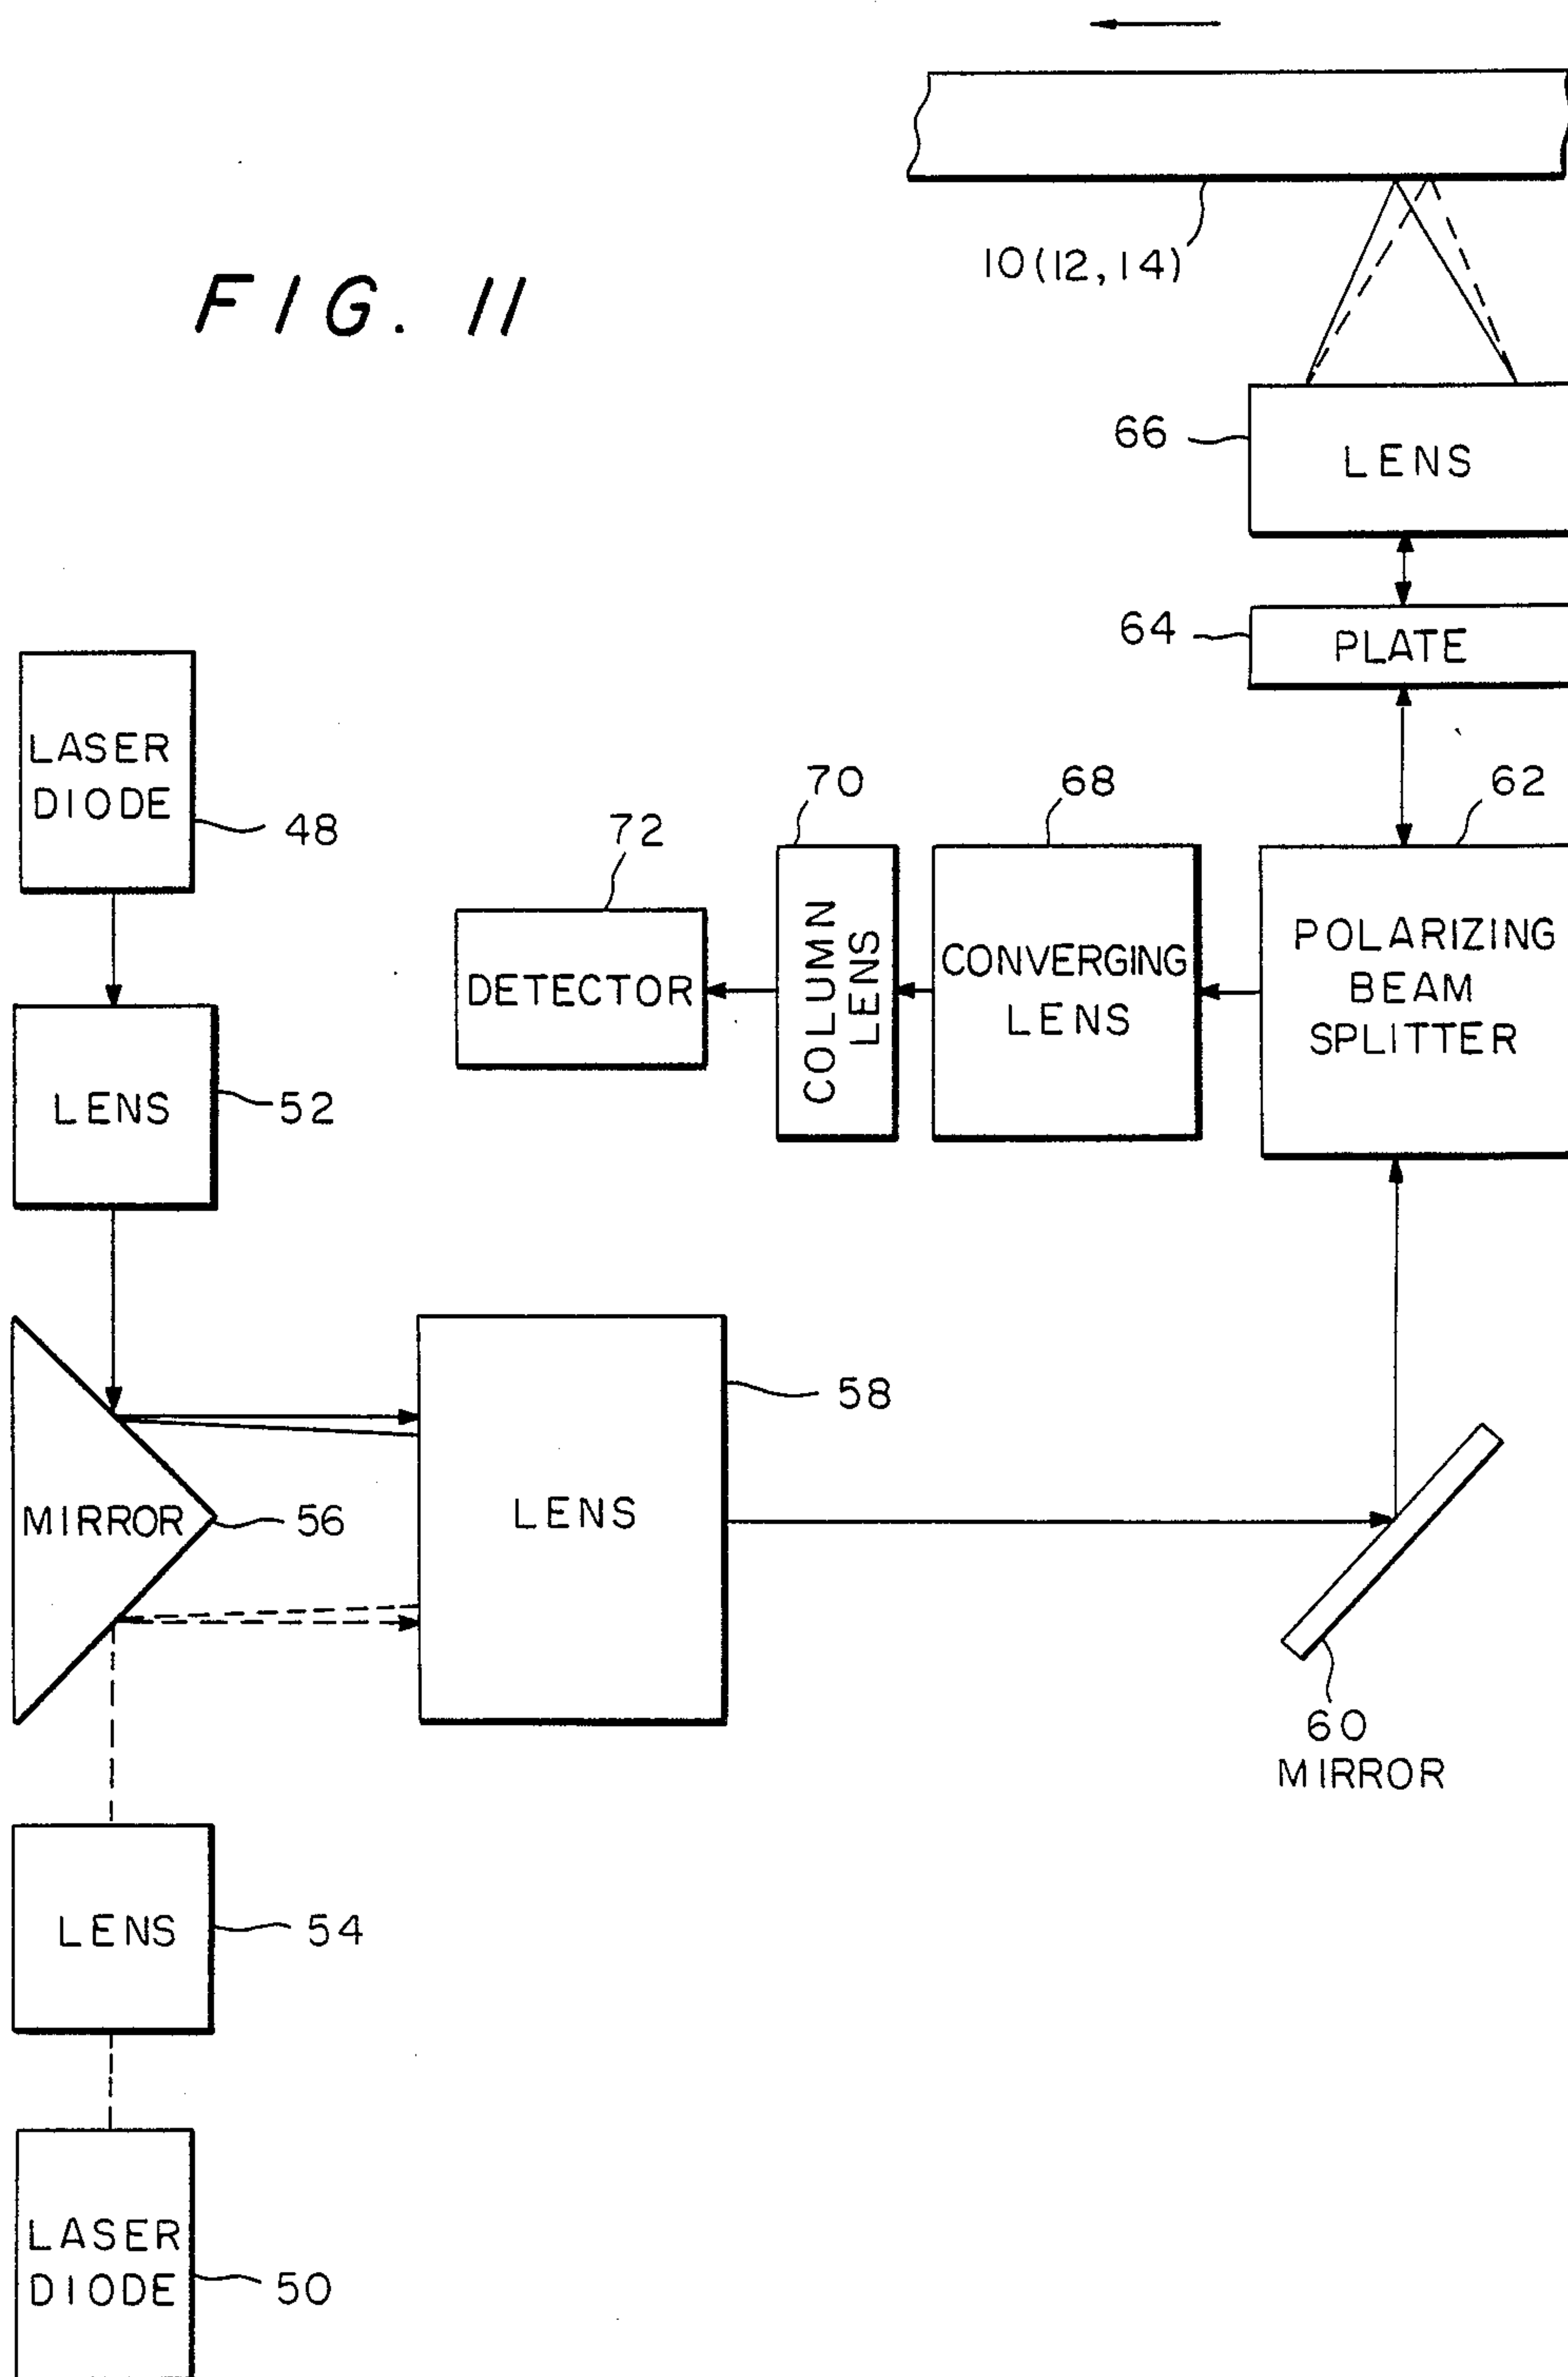 FIG. 11
10(12, 14)
66
LENS
64
PLATE
LASER
DIODE
48
72
DETECTOR
70
COLUMN
LENS
68
CONVERGING
LENS
62
POLARIZING
BEAM
SPLITTER
LENS
52
MIRROR
56
LENS
58
60
MIRROR
LENS
54
LASER
DIODE
50